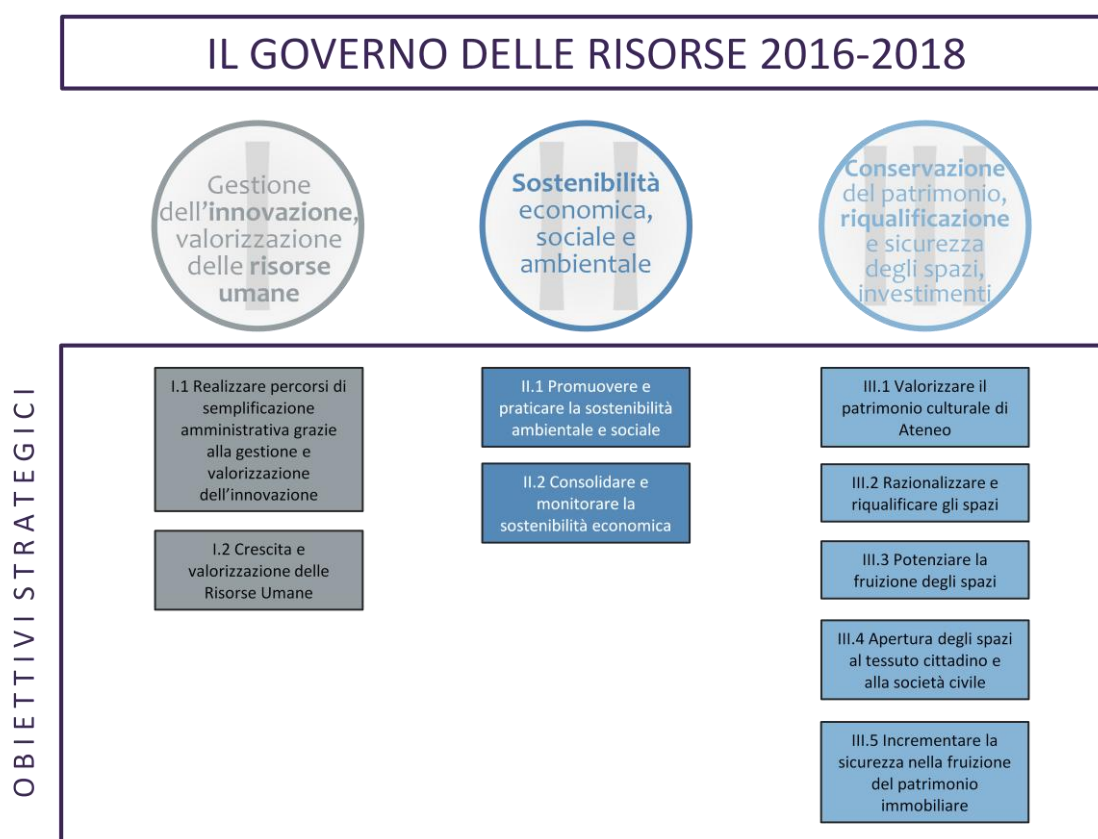 IL GOVERNO DELLE RISORSE 2016-2018
I
Gestione
dell'innovazione,
valorizzazione
delle risorse
umane
II
Sostenibilità
economica,
sociale e
ambientale
III
Conservazione
del patrimonio,
riqualificazione
e sicurezza
degli spazi,
investimenti
OBIETTIVI STRATEGICI
I.1 Realizzare percorsi di
semplificazione
amministrativa grazie
alla gestione e
valorizzazione
dell'innovazione
I.2 Crescita e
valorizzazione delle
Risorse Umane
II.1 Promuovere e
praticare la sostenibilità
ambientale e sociale
II.2 Consolidare e
monitorare la
sostenibilità economica
III.1 Valorizzare il
patrimonio culturale di
Ateneo
III.2 Razionalizzare e
riqualificare gli spazi
III.3 Potenziare la
fruizione degli spazi
III.4 Apertura degli spazi
al tessuto cittadino e
alla società civile
III.5 Incrementare la
sicurezza nella fruizione
del patrimonio
immobiliare